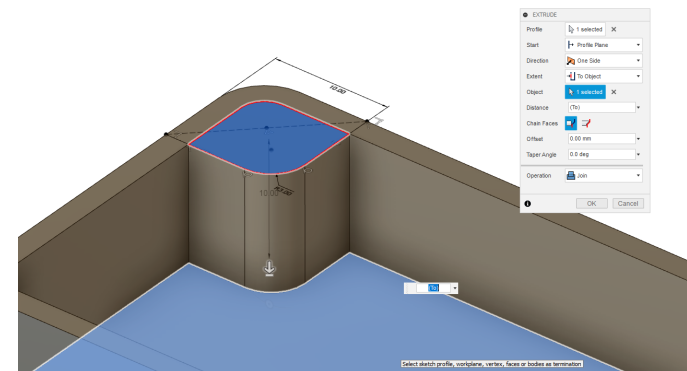 EXTRUDE
Profile 1 selected
Start Profile Plane
Direction One Side
Extent To Object
Object 1 selected
Distance (To)
Chain Faces
Offset 0.00 mm
Taper Angle 0.0 deg
Operation Join
OK Cancel
10.00
10.00
(To)
Select sketch profile, workplane, vertex, faces or bodies as termination